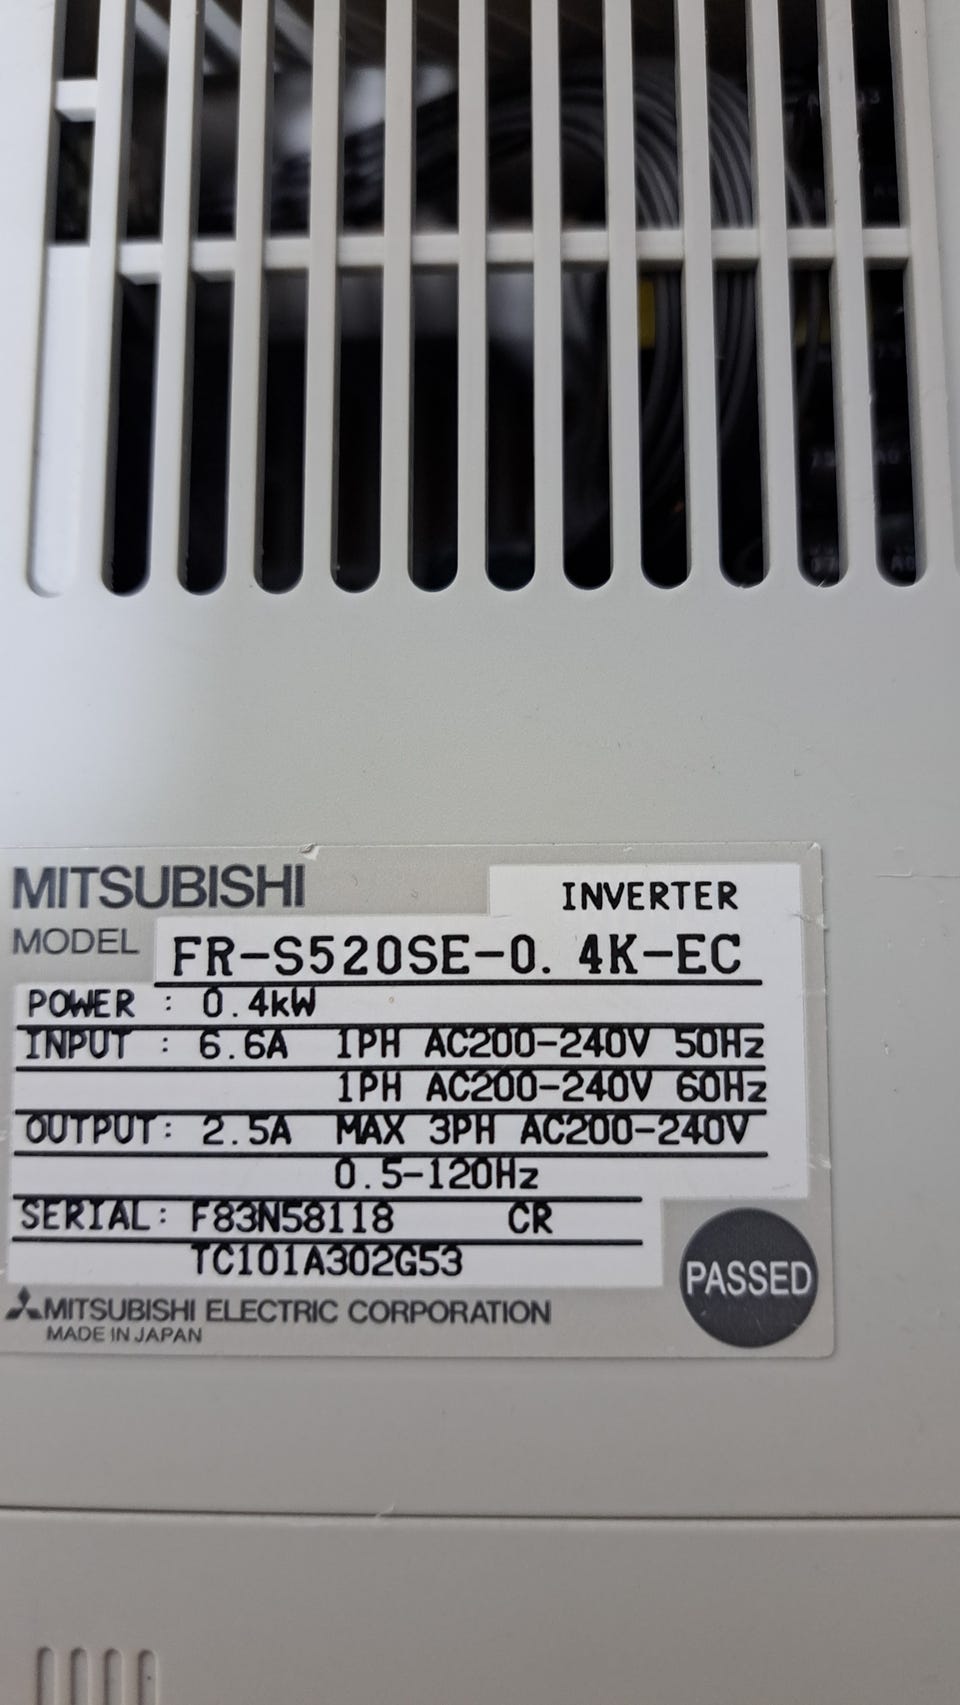 MITSUBISHI
INVERTER
MODEL FR-S520SE-0.4K-EC
POWER : 0.4kW
INPUT : 6.6A 1PH AC200-240V 50Hz
1PH AC200-240V 60Hz
OUTPUT: 2.5A MAX 3PH AC200-240V
0.5-120Hz
SERIAL: F83N58118 CR
TC101A302G53
PASSED
MITSUBISHI ELECTRIC CORPORATION
MADE IN JAPAN